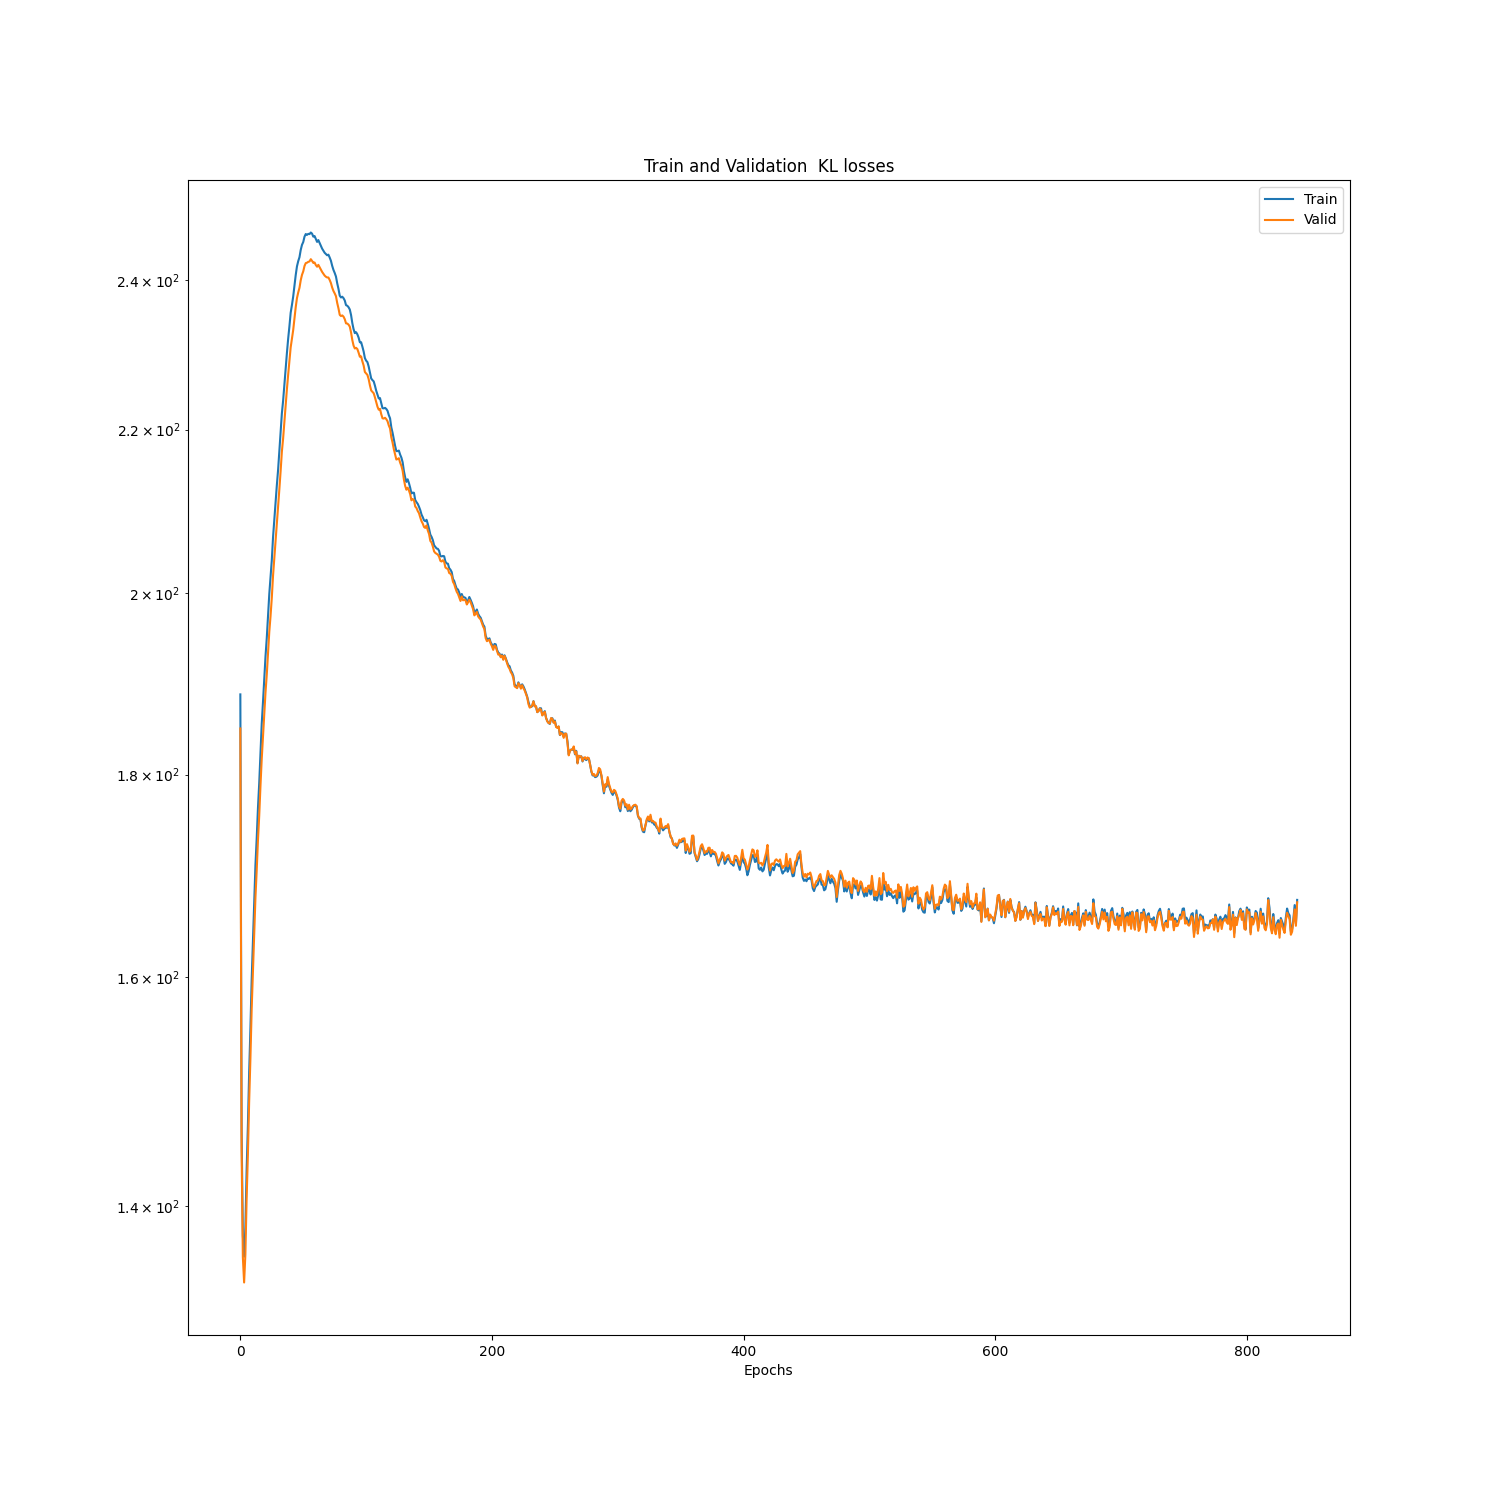 Train and Validation  KL losses
Train
Valid
2.4 × 10²
2.2 × 10²
2 × 10²
1.8 × 10²
1.6 × 10²
1.4 × 10²
0 200 400 600 800
Epochs